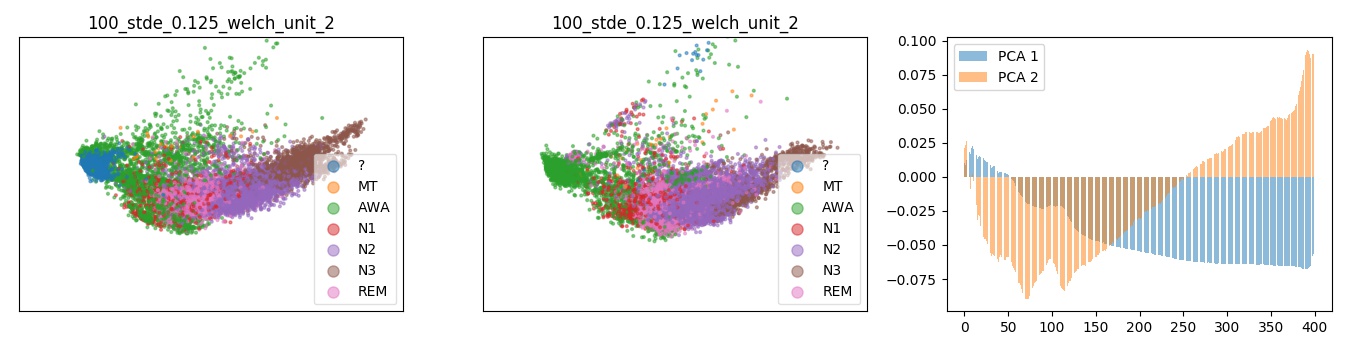 100_stde_0.125_welch_unit_2
?
MT
AWA
N1
N2
N3
REM
100_stde_0.125_welch_unit_2
?
MT
AWA
N1
N2
N3
REM
PCA 1
PCA 2
0.100
0.075
0.050
0.025
0.000
−0.025
−0.050
−0.075
0 50 100 150 200 250 300 350 400